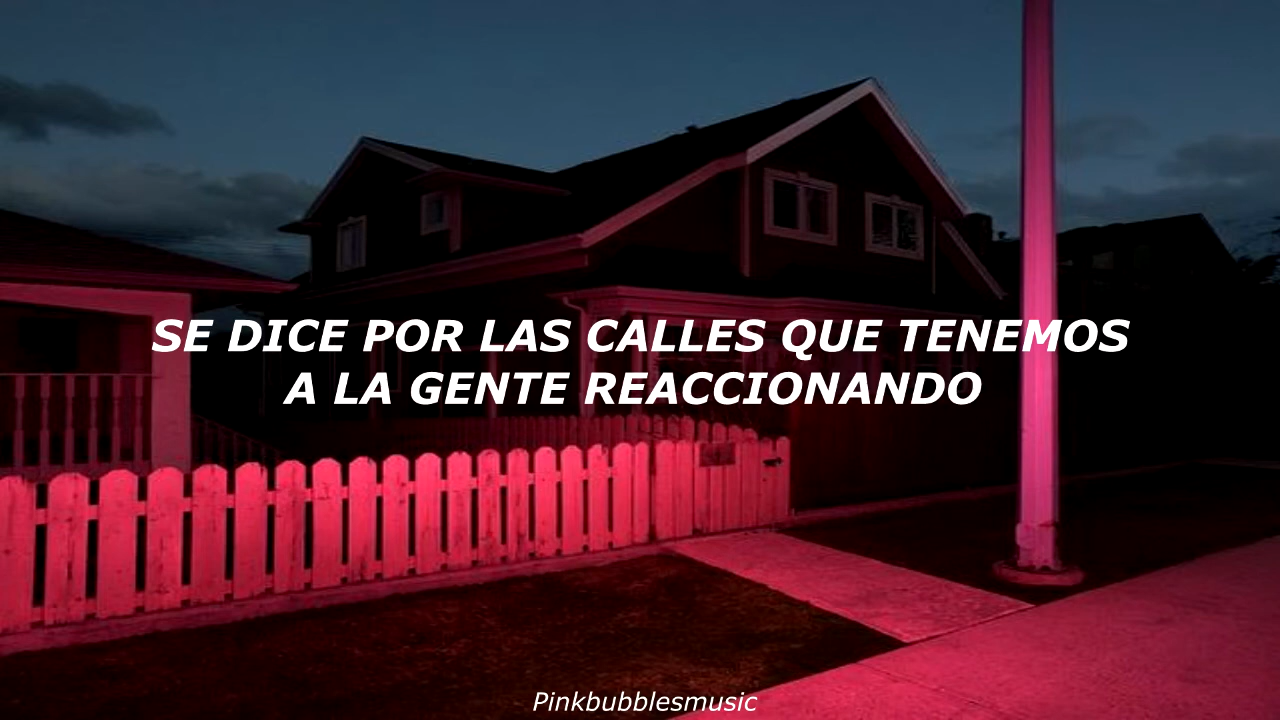 SE DICE POR LAS CALLES QUE TENEMOS
A LA GENTE REACCIONANDO
Pinkbubblesmusic